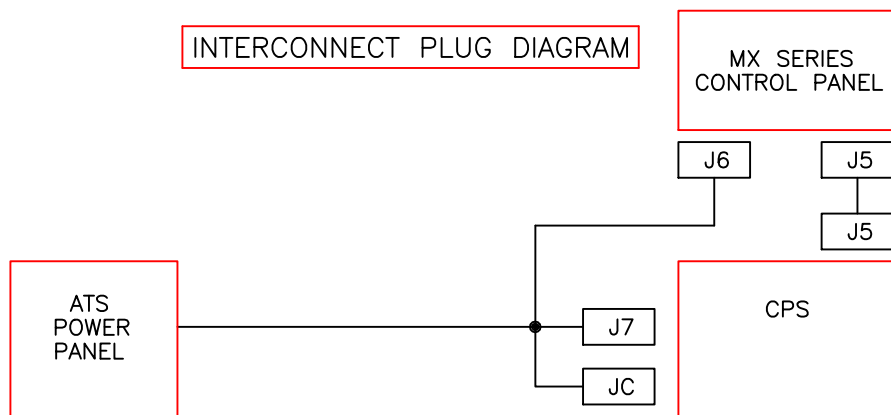 INTERCONNECT PLUG DIAGRAM
MX SERIES
CONTROL PANEL
J6
J5
J5
ATS
POWER
PANEL
CPS
J7
JC